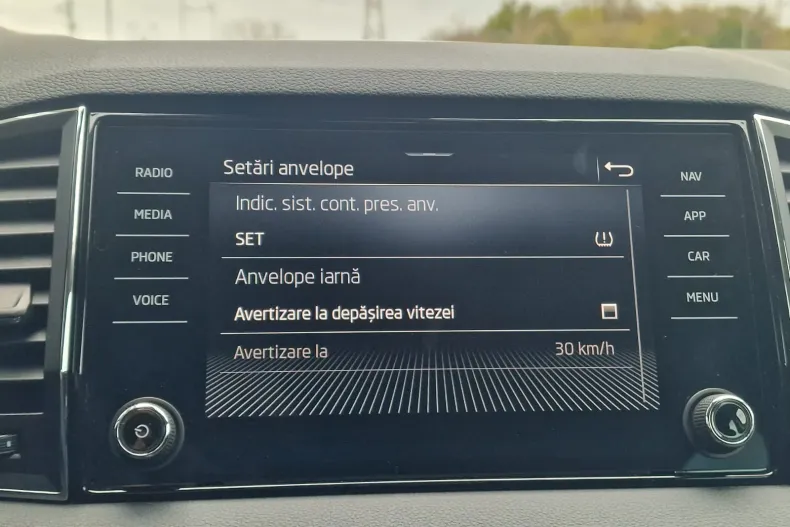 RADIO
MEDIA
PHONE
VOICE
Setări anvelope
Indic. sist. cont. pres. anv.
SET
Anvelope iarnă
Avertizare la depășirea vitezei
Avertizare la 30 km/h
NAV
APP
CAR
MENU